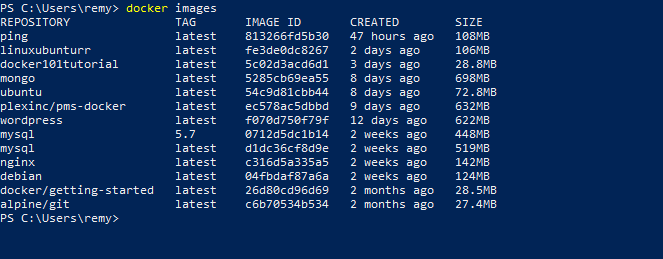 PS C:\Users\remy> docker images
REPOSITORY TAG IMAGE ID CREATED SIZE
ping latest 813266fd5b30 47 hours ago 108MB
linuxubunturr latest fe3de0dc8267 2 days ago 106MB
docker101tutorial latest 5c02d3acd6d1 3 days ago 28.8MB
mongo latest 5285cb69ea55 8 days ago 698MB
ubuntu latest 54c9d81cbb44 8 days ago 72.8MB
plexinc/pms-docker latest ec578ac5dbbd 9 days ago 632MB
wordpress latest f070d750f79f 12 days ago 622MB
mysql 5.7 0712d5dc1b14 2 weeks ago 448MB
mysql latest d1dc36cf8d9e 2 weeks ago 519MB
nginx latest c316d5a335a5 2 weeks ago 142MB
debian latest 04fbdaf87a6a 2 weeks ago 124MB
docker/getting-started latest 26d80cd96d69 2 months ago 28.5MB
alpine/git latest c6b70534b534 2 months ago 27.4MB
PS C:\Users\remy>